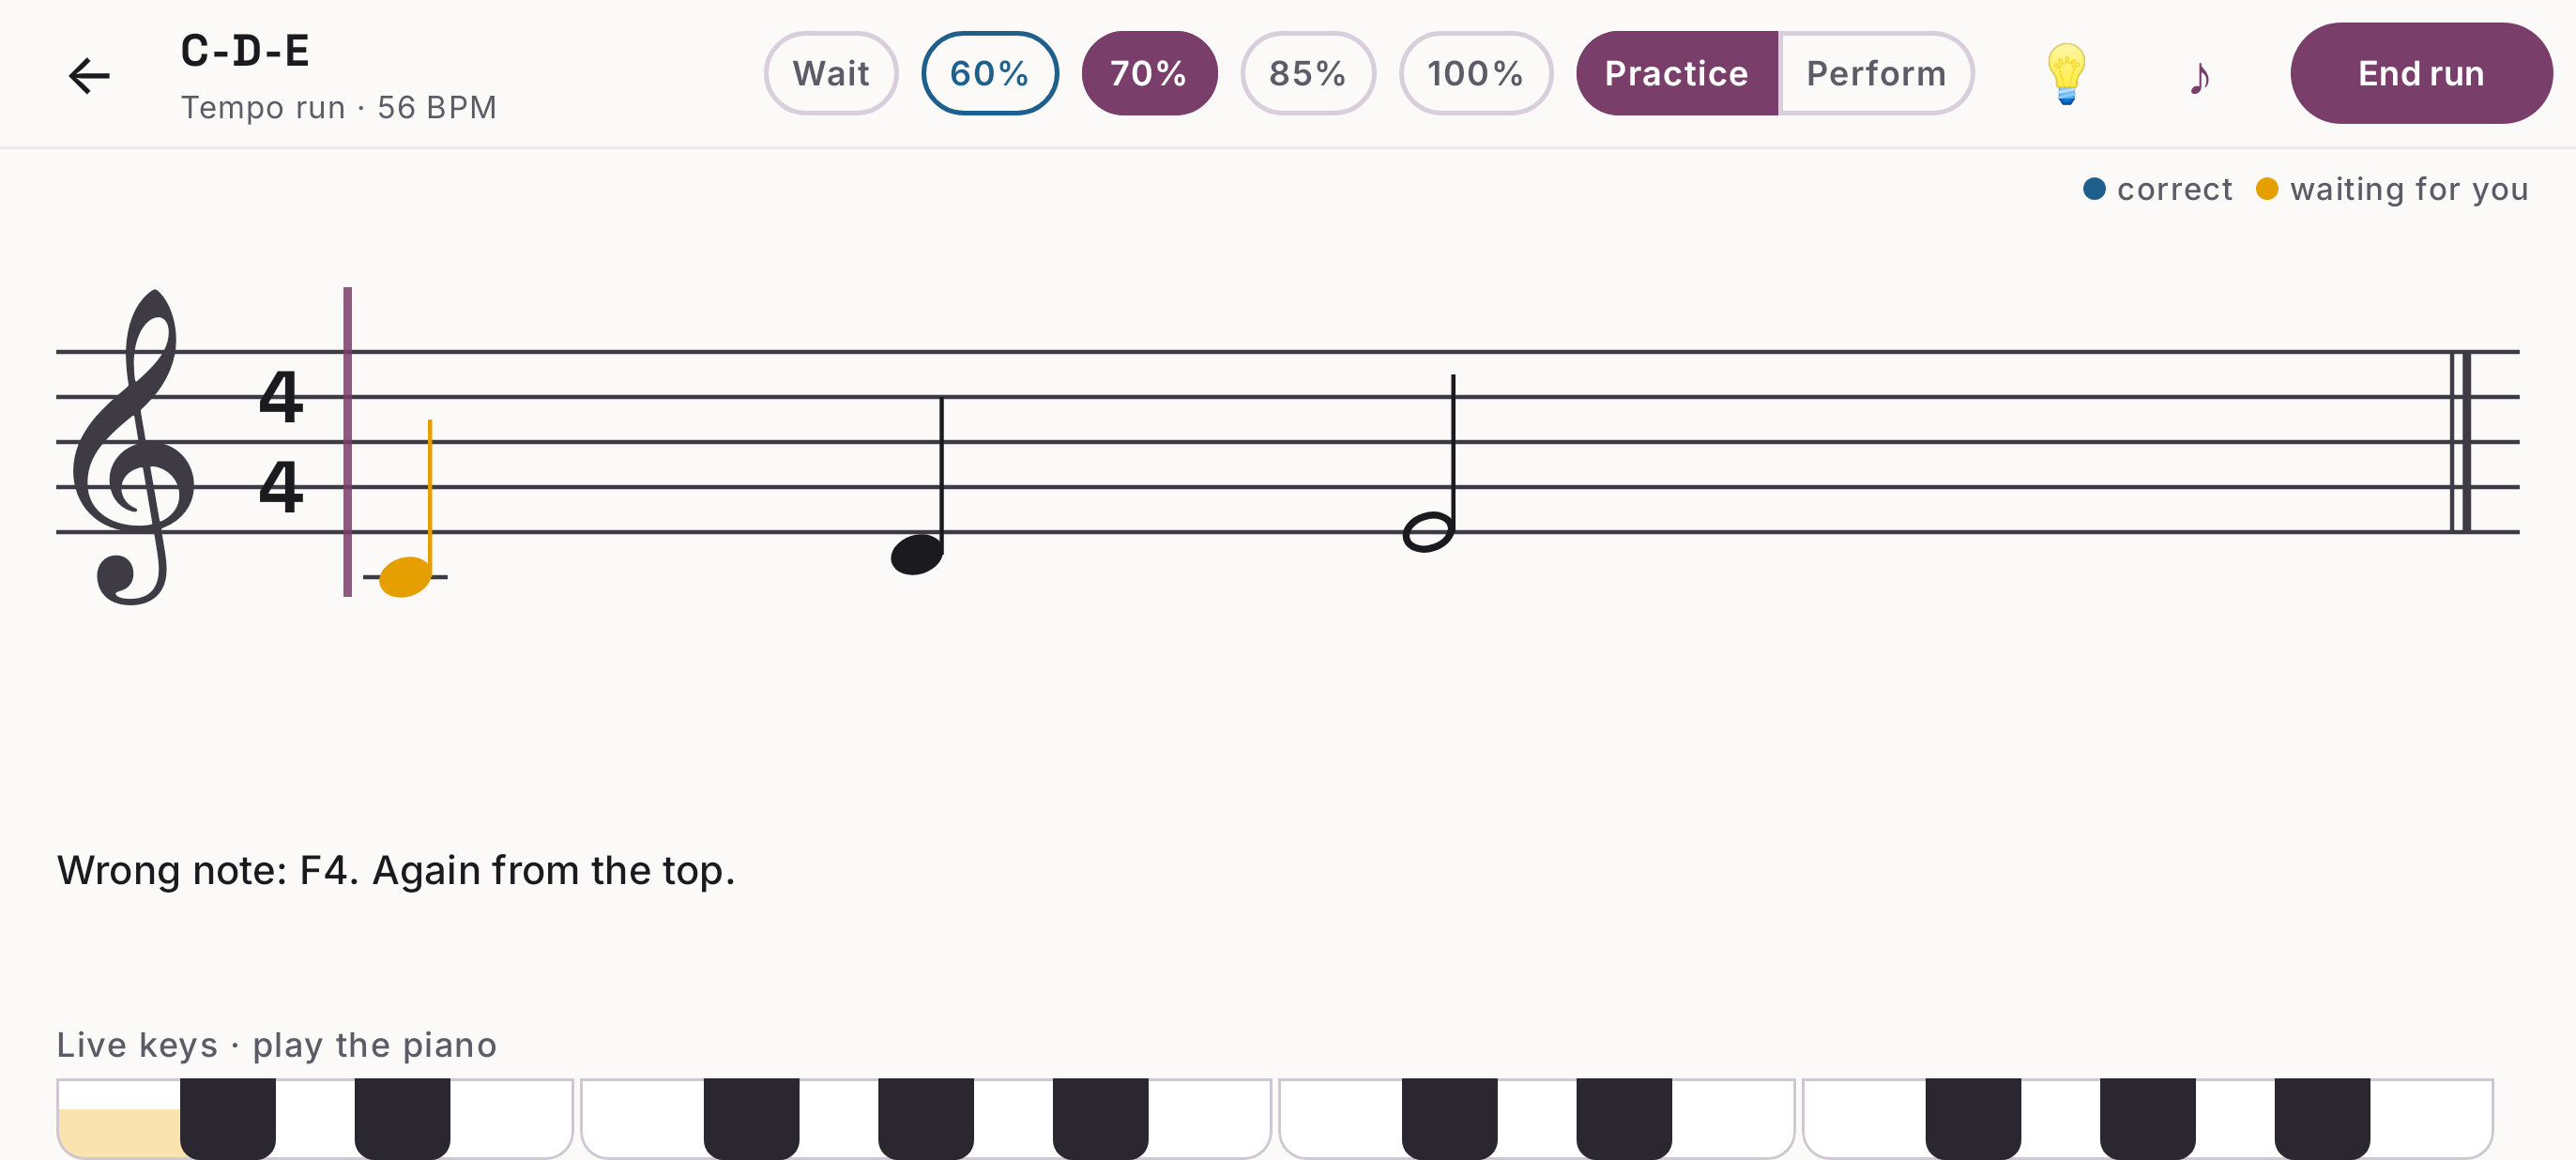 C-D-E
Tempo run · 56 BPM
Wait 60% 70% 85% 100% Practice Perform End run
correct waiting for you
4
4
Wrong note: F4. Again from the top.
Live keys · play the piano